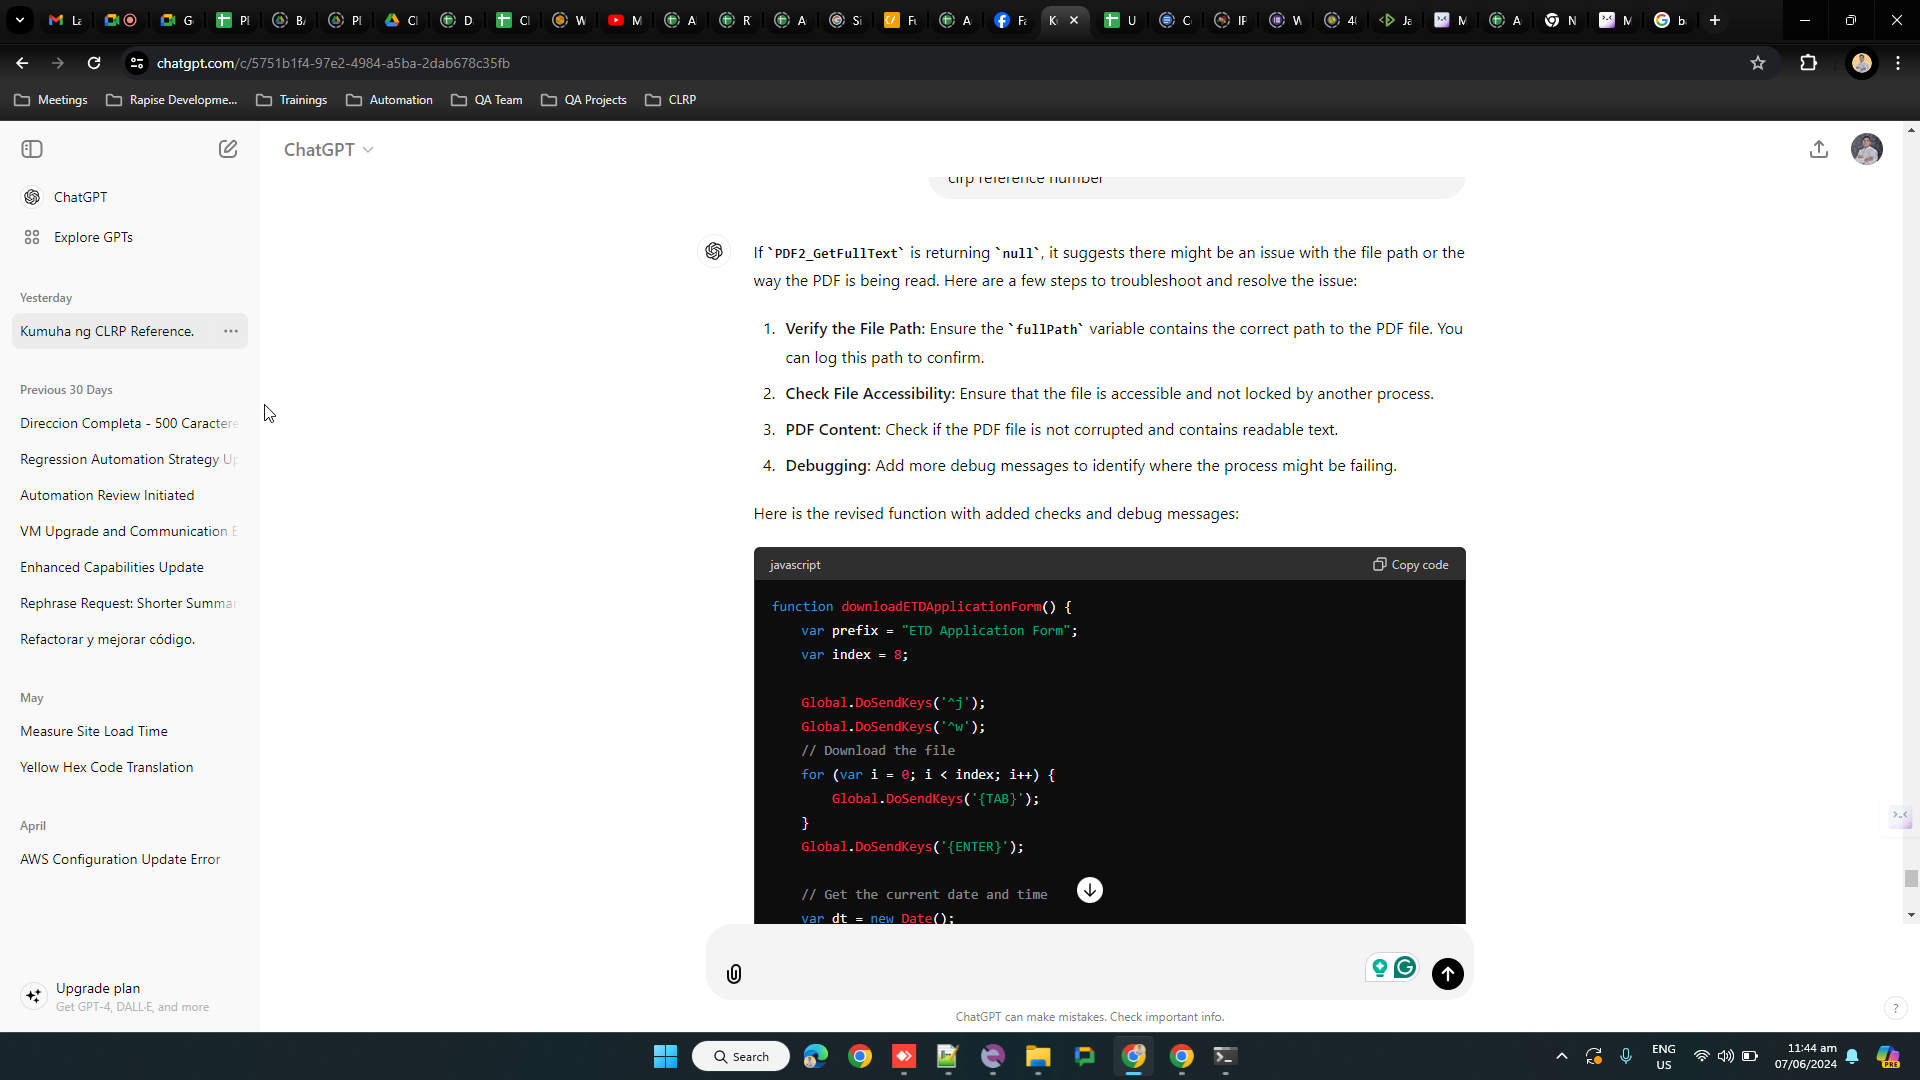 La
G
Pl
B
Pl
Cl
D
Cl
W
M
A
R
A
Si
Fu
A
Fa
K
U
C
IP
W
4
Ja
M
A
N
M
b
chatgpt.com/c/5751b1f4-97e2-4984-a5ba-2dab678c35fb
Meetings
Rapise Developme...
Trainings
Automation
QA Team
QA Projects
CLRP
ChatGPT
ChatGPT
Explore GPTs
Yesterday
Kumuha ng CLRP Reference.
Previous 30 Days
Direccion Completa - 500 Caractere
Regression Automation Strategy Up
Automation Review Initiated
VM Upgrade and Communication E
Enhanced Capabilities Update
Rephrase Request: Shorter Summar
Refactorar y mejorar código.
May
Measure Site Load Time
Yellow Hex Code Translation
April
AWS Configuration Update Error
Upgrade plan
Get GPT-4, DALL·E, and more
clrp reference number
If `PDF2_GetFullText` is returning `null`, it suggests there might be an issue with the file path or the
way the PDF is being read. Here are a few steps to troubleshoot and resolve the issue:
1. Verify the File Path: Ensure the `fullPath` variable contains the correct path to the PDF file. You
can log this path to confirm.
2. Check File Accessibility: Ensure that the file is accessible and not locked by another process.
3. PDF Content: Check if the PDF file is not corrupted and contains readable text.
4. Debugging: Add more debug messages to identify where the process might be failing.
Here is the revised function with added checks and debug messages:
javascript
Copy code
function downloadETDApplicationForm() {
var prefix = "ETD Application Form";
var index = 8;
Global.DoSendKeys('^j');
Global.DoSendKeys('^w');
// Download the file
for (var i = 0; i < index; i++) {
Global.DoSendKeys('{TAB}');
}
Global.DoSendKeys('{ENTER}');
// Get the current date and time
var dt = new Date();
ChatGPT can make mistakes. Check important info.
?
Search
ENG
US
11:44 am
07/06/2024
PRE